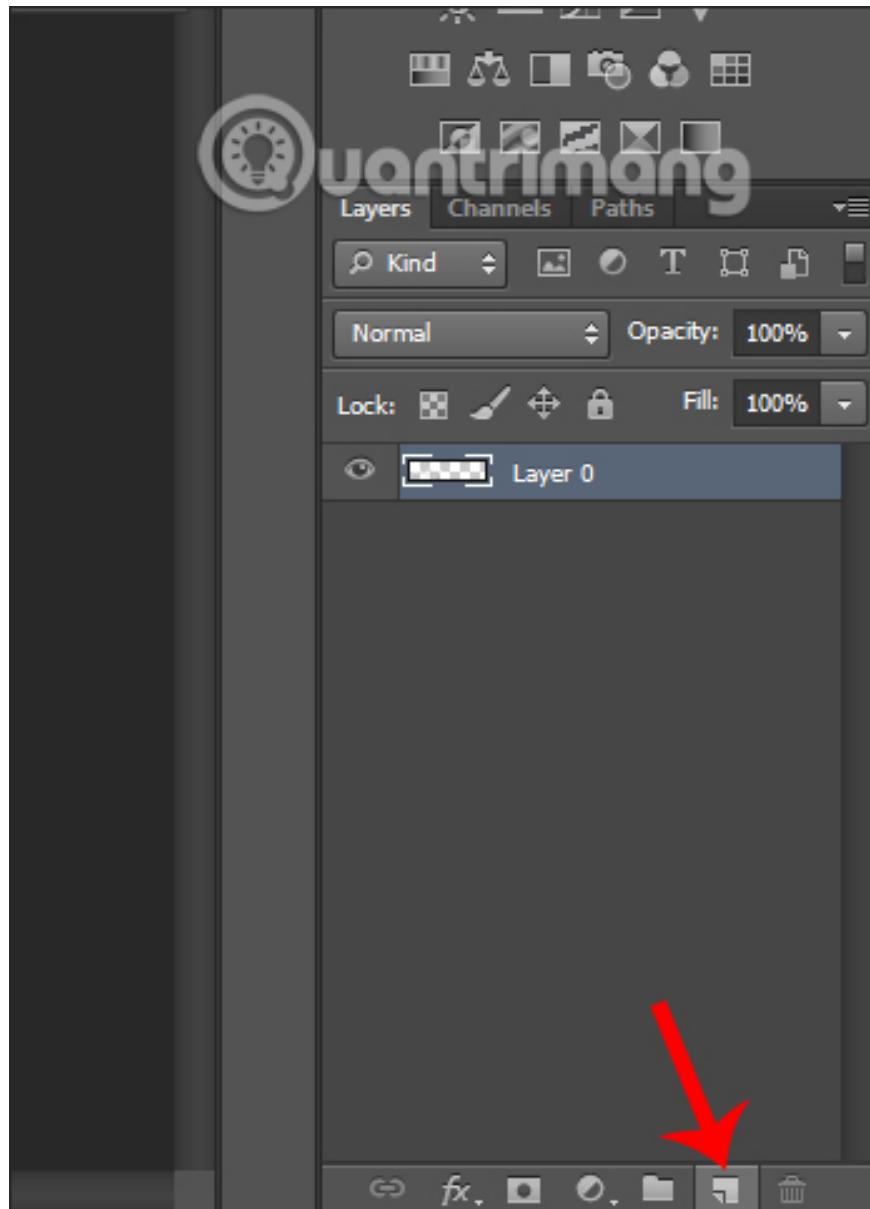 Quantrimang
Layers Channels Paths
Kind T
Normal Opacity: 100%
Lock: Fill: 100%
Layer 0
fx